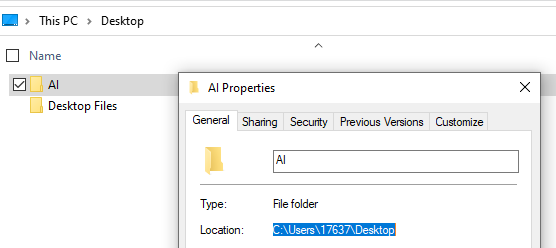 This PC > Desktop
Name
AI
Desktop Files
AI Properties
General Sharing Security Previous Versions Customize
AI
Type: File folder
Location: C:\Users\17637\Desktop